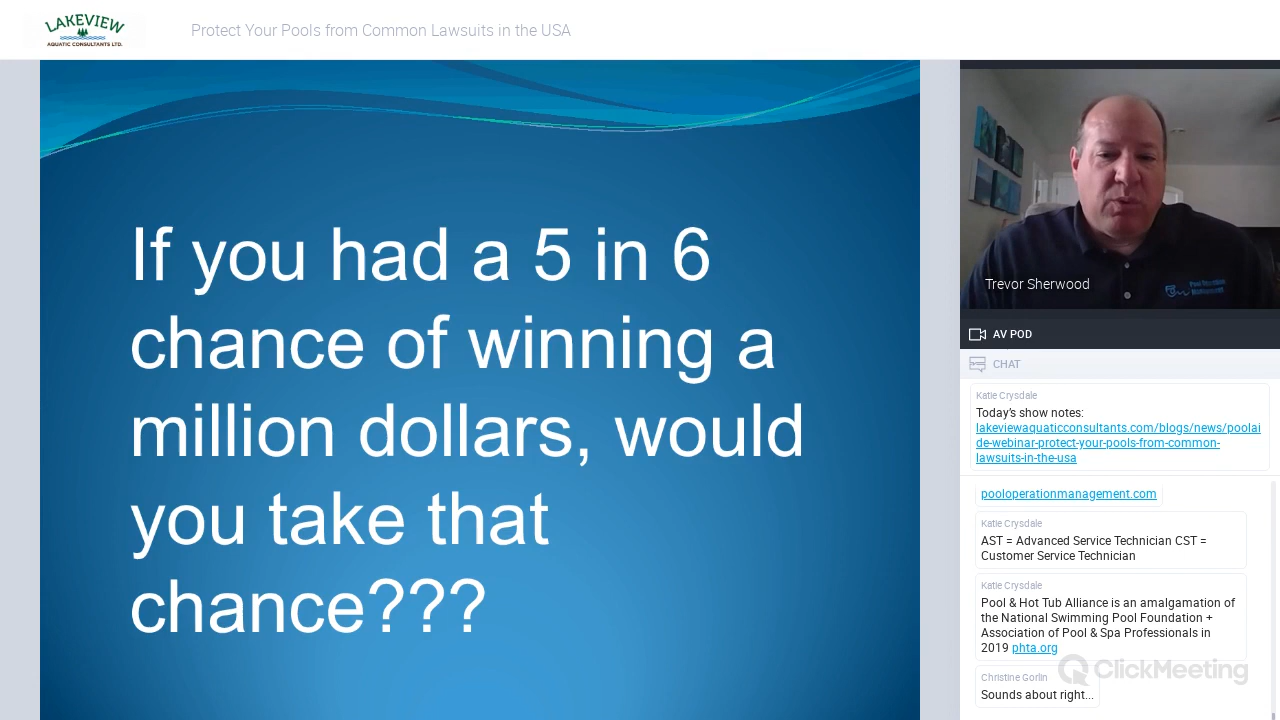 LAKEVIEW
AQUATIC CONSULTANTS LTD.
Protect Your Pools from Common Lawsuits in the USA
If you had a 5 in 6
chance of winning a
million dollars, would
you take that
chance???
Trevor Sherwood
Pool Operation
Management
AV POD
CHAT
Katie Crysdale
Today's show notes:
lakeviewaquaticconsultants.com/blogs/news/poolai
de-webinar-protect-your-pools-from-common-
lawsuits-in-the-usa
pooloperationmanagement.com
Katie Crysdale
AST = Advanced Service Technician CST =
Customer Service Technician
Katie Crysdale
Pool & Hot Tub Alliance is an amalgamation of
the National Swimming Pool Foundation +
Association of Pool & Spa Professionals in
2019 phta.org
Christine Gorlin
Sounds about right...
ClickMeeting